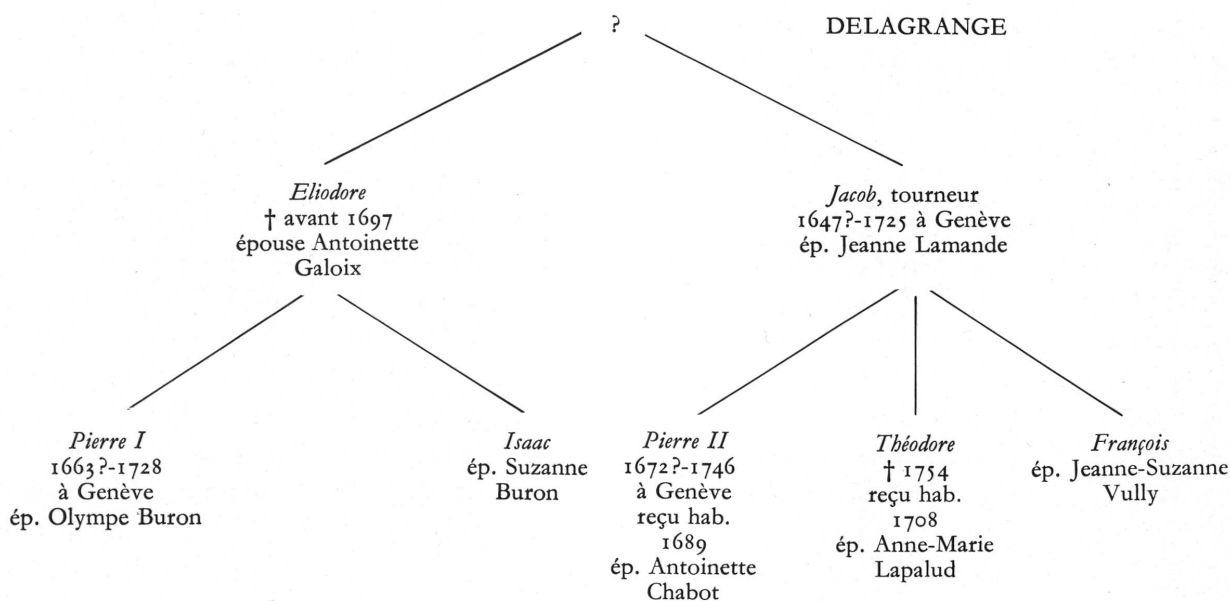 ? DELAGRANGE
Eliodore
† avant 1697
épouse Antoinette
Galoix
Jacob, tourneur
1647?-1725 à Genève
ép. Jeanne Lamande
Pierre I
1663?-1728
à Genève
ép. Olympe Buron
Isaac
ép. Suzanne
Buron
Pierre II
1672?-1746
à Genève
reçu hab.
1689
ép. Antoinette
Chabot
Théodore
† 1754
reçu hab.
1708
ép. Anne-Marie
Lapalud
François
ép. Jeanne-Suzanne
Vully